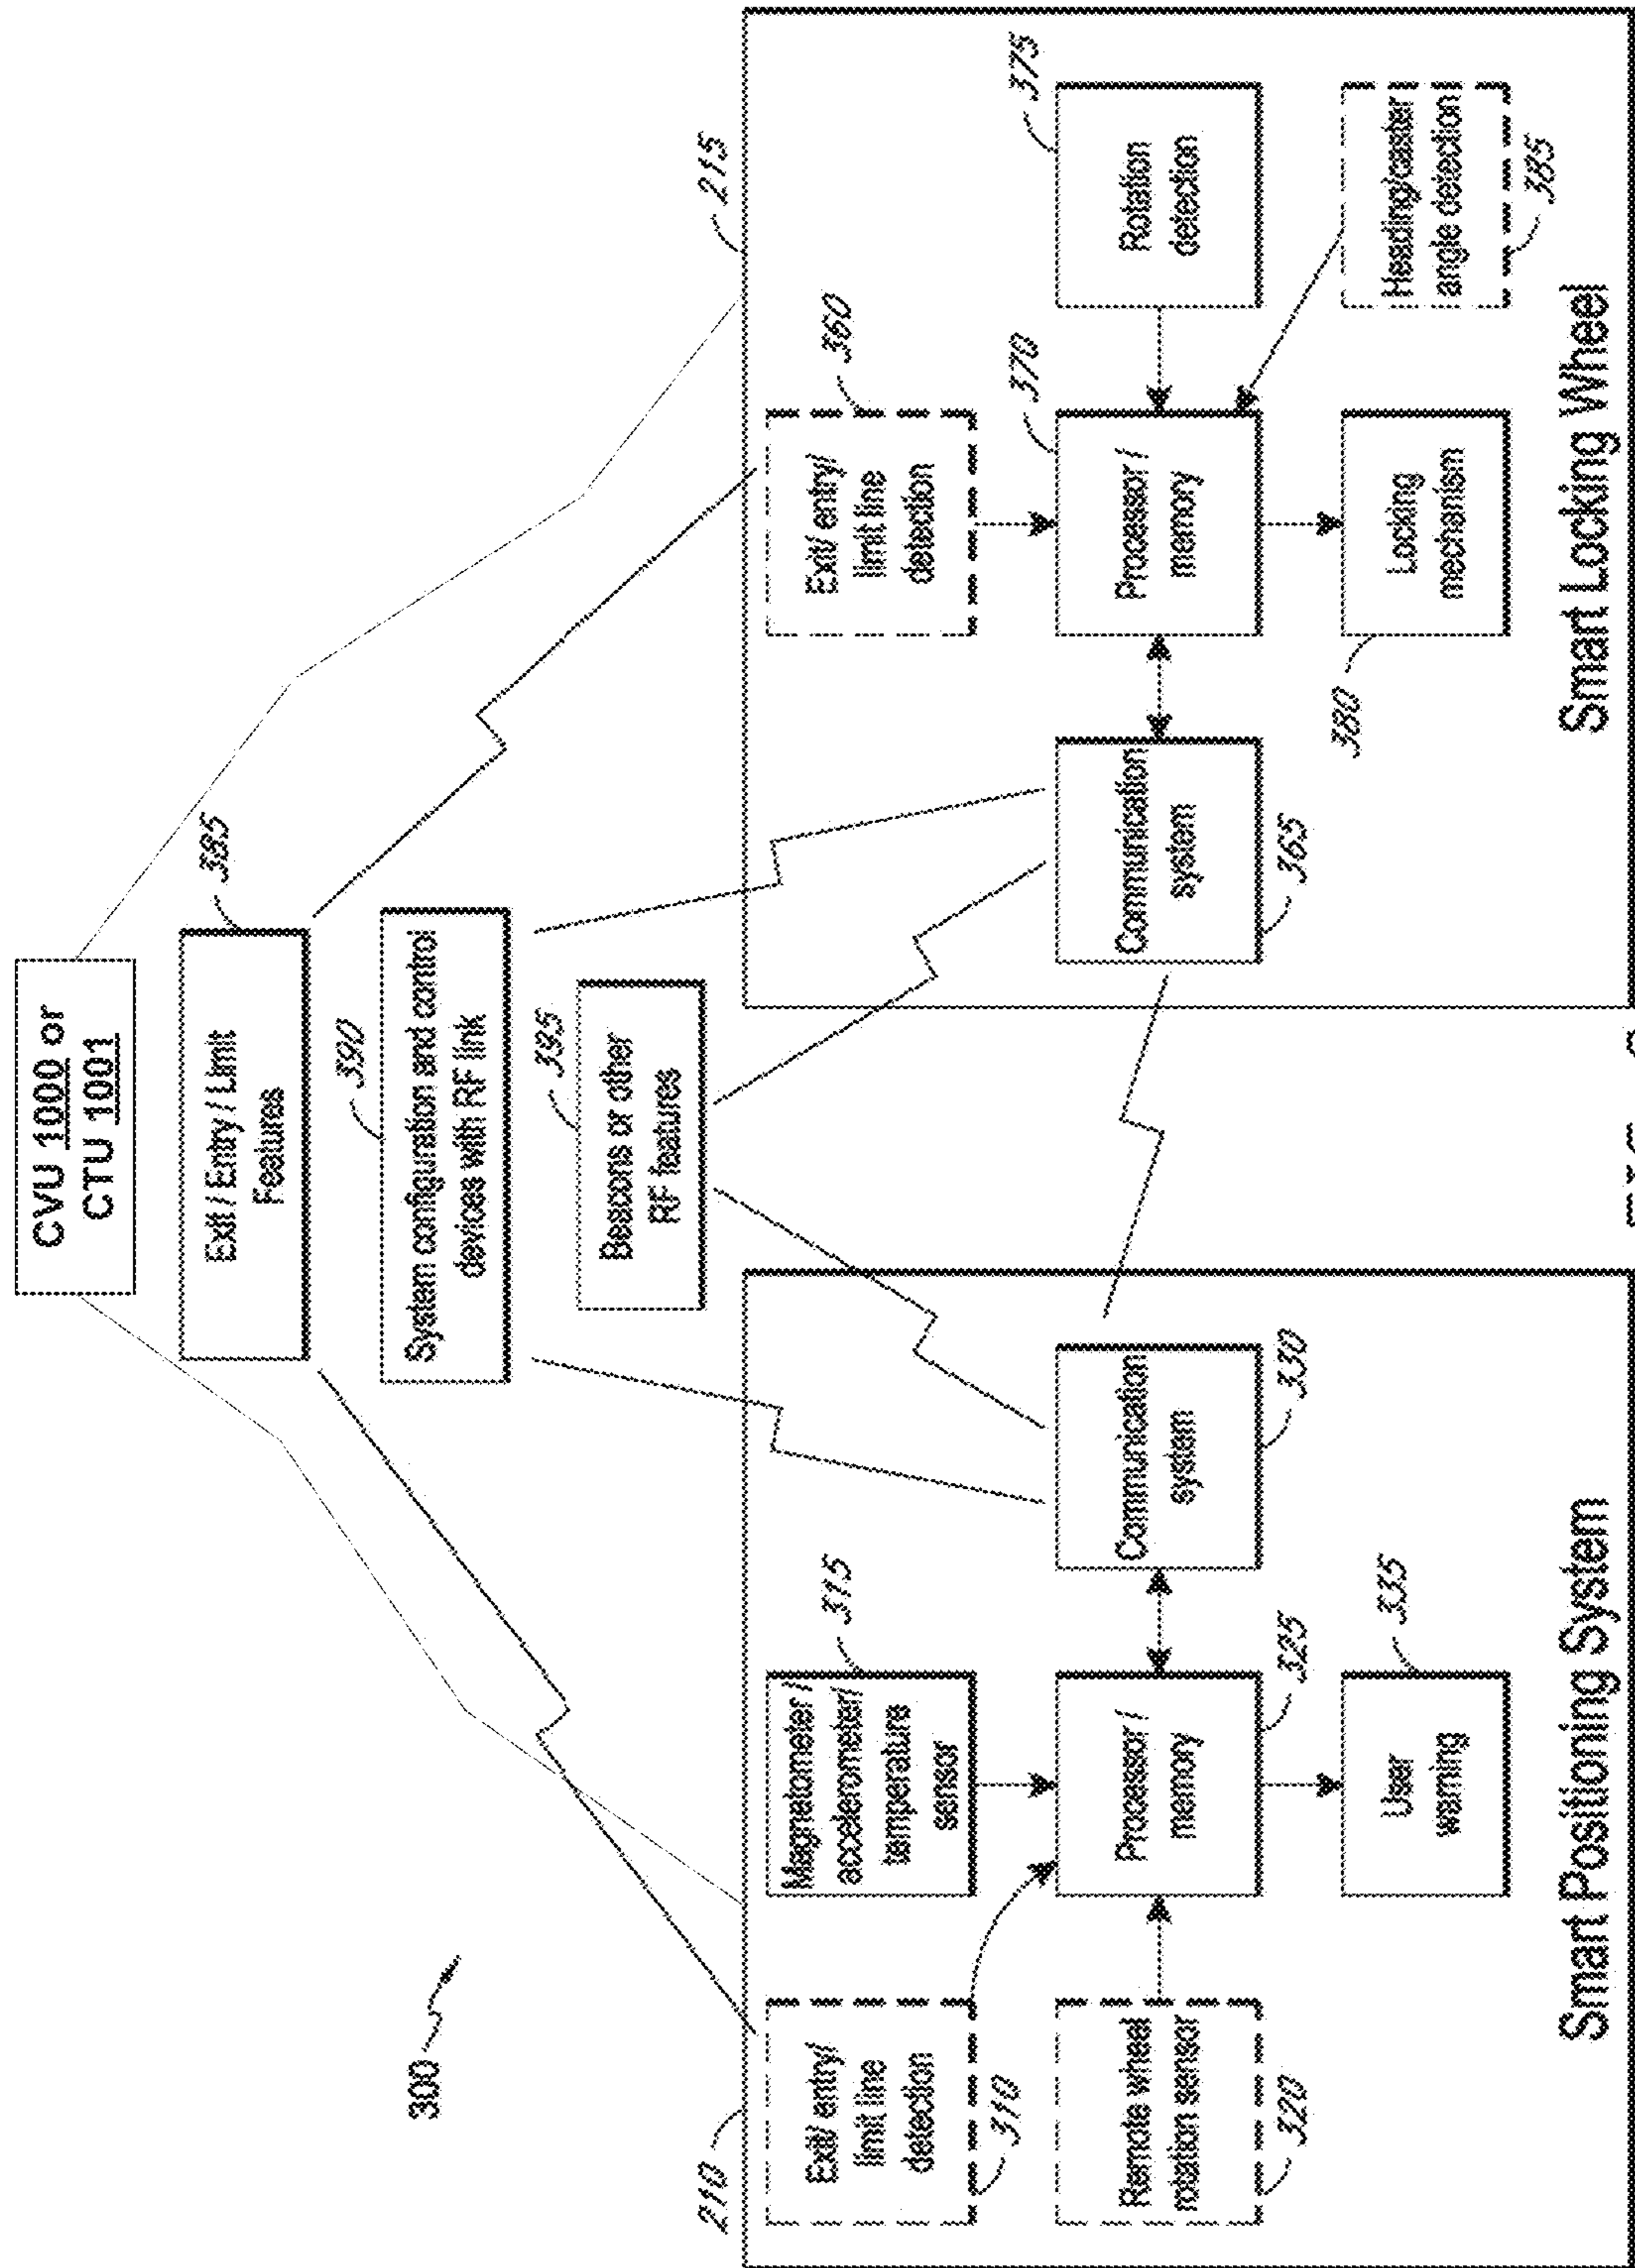 CVU 1000 or
CTU 1001
385
Exit / Entry / Limit
Features
390
System configuration and control
devices with RF link
395
Beacons or other
RF features
300
210
Exit/ entry/
limit line
detection
310
Magnetometer /
accelerometer/
temperature
sensor
315
Remote wheel
rotation sensor
320
Processor /
memory
325
Communication
system
330
User
warning
335
Smart Positioning System
215
Exit/ entry/
limit line
detection
360
Communication
system
365
Processor /
memory
370
Rotation
detection
375
Locking
mechanism
380
Heading/caster
angle detection
385
Smart Locking Wheel